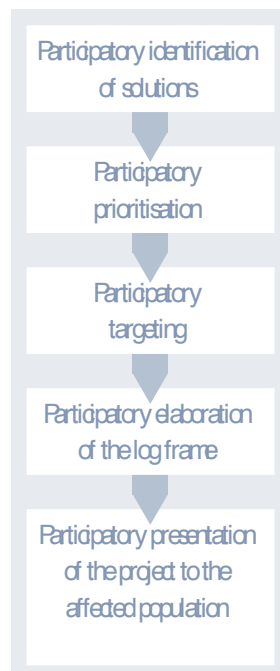 Participatory identification
of solutions
Participatory
prioritisation
Participatory
targeting
Participatory elaboration
of the log frame
Participatory presentation
of the project to the
affected population